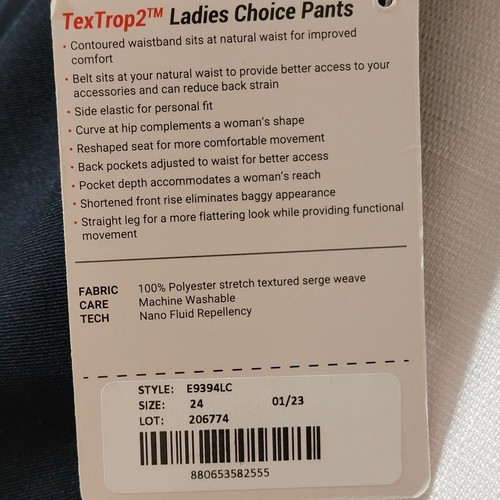 TexTrop2™ Ladies Choice Pants
• Contoured waistband sits at natural waist for improved
comfort
• Belt sits at your natural waist to provide better access to your
accessories and can reduce back strain
• Side elastic for personal fit
• Curve at hip complements a woman's shape
• Reshaped seat for more comfortable movement
• Back pockets adjusted to waist for better access
• Pocket depth accommodates a woman's reach
• Shortened front rise eliminates baggy appearance
• Straight leg for a more flattering look while providing functional
movement
FABRIC 100% Polyester stretch textured serge weave
CARE Machine Washable
TECH Nano Fluid Repellency
STYLE: E9394LC
SIZE: 24 01/23
LOT: 206774
880653582555